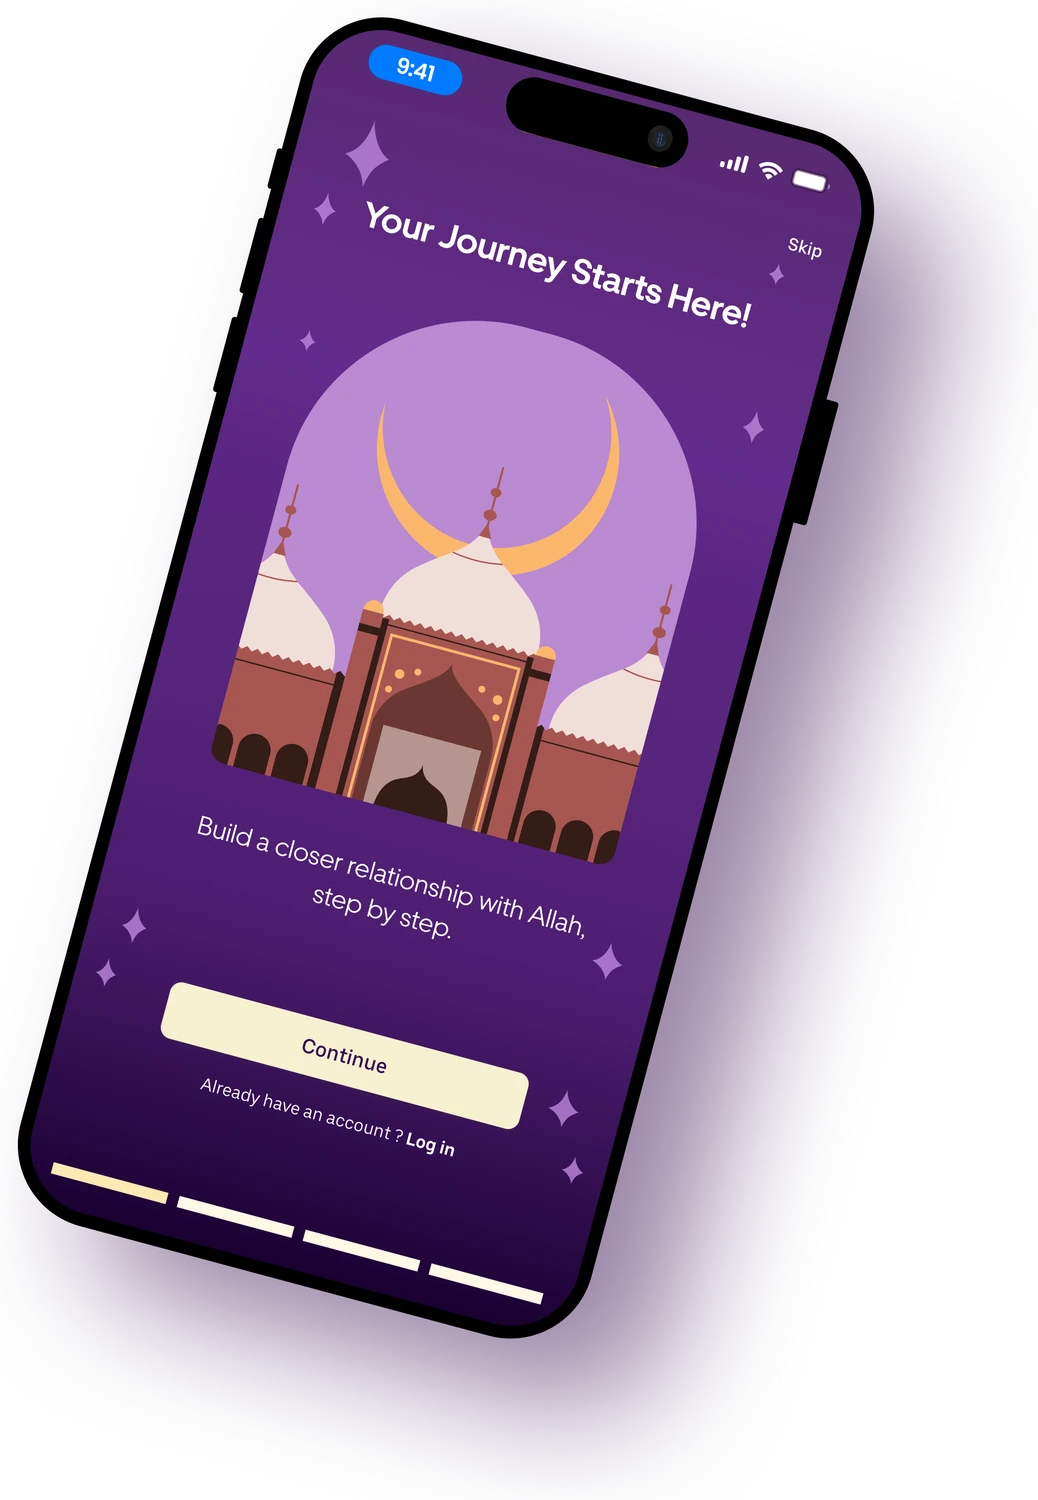 9:41
Skip
Your Journey Starts Here!
Build a closer relationship with Allah,
step by step.
Continue
Already have an account ? Log in